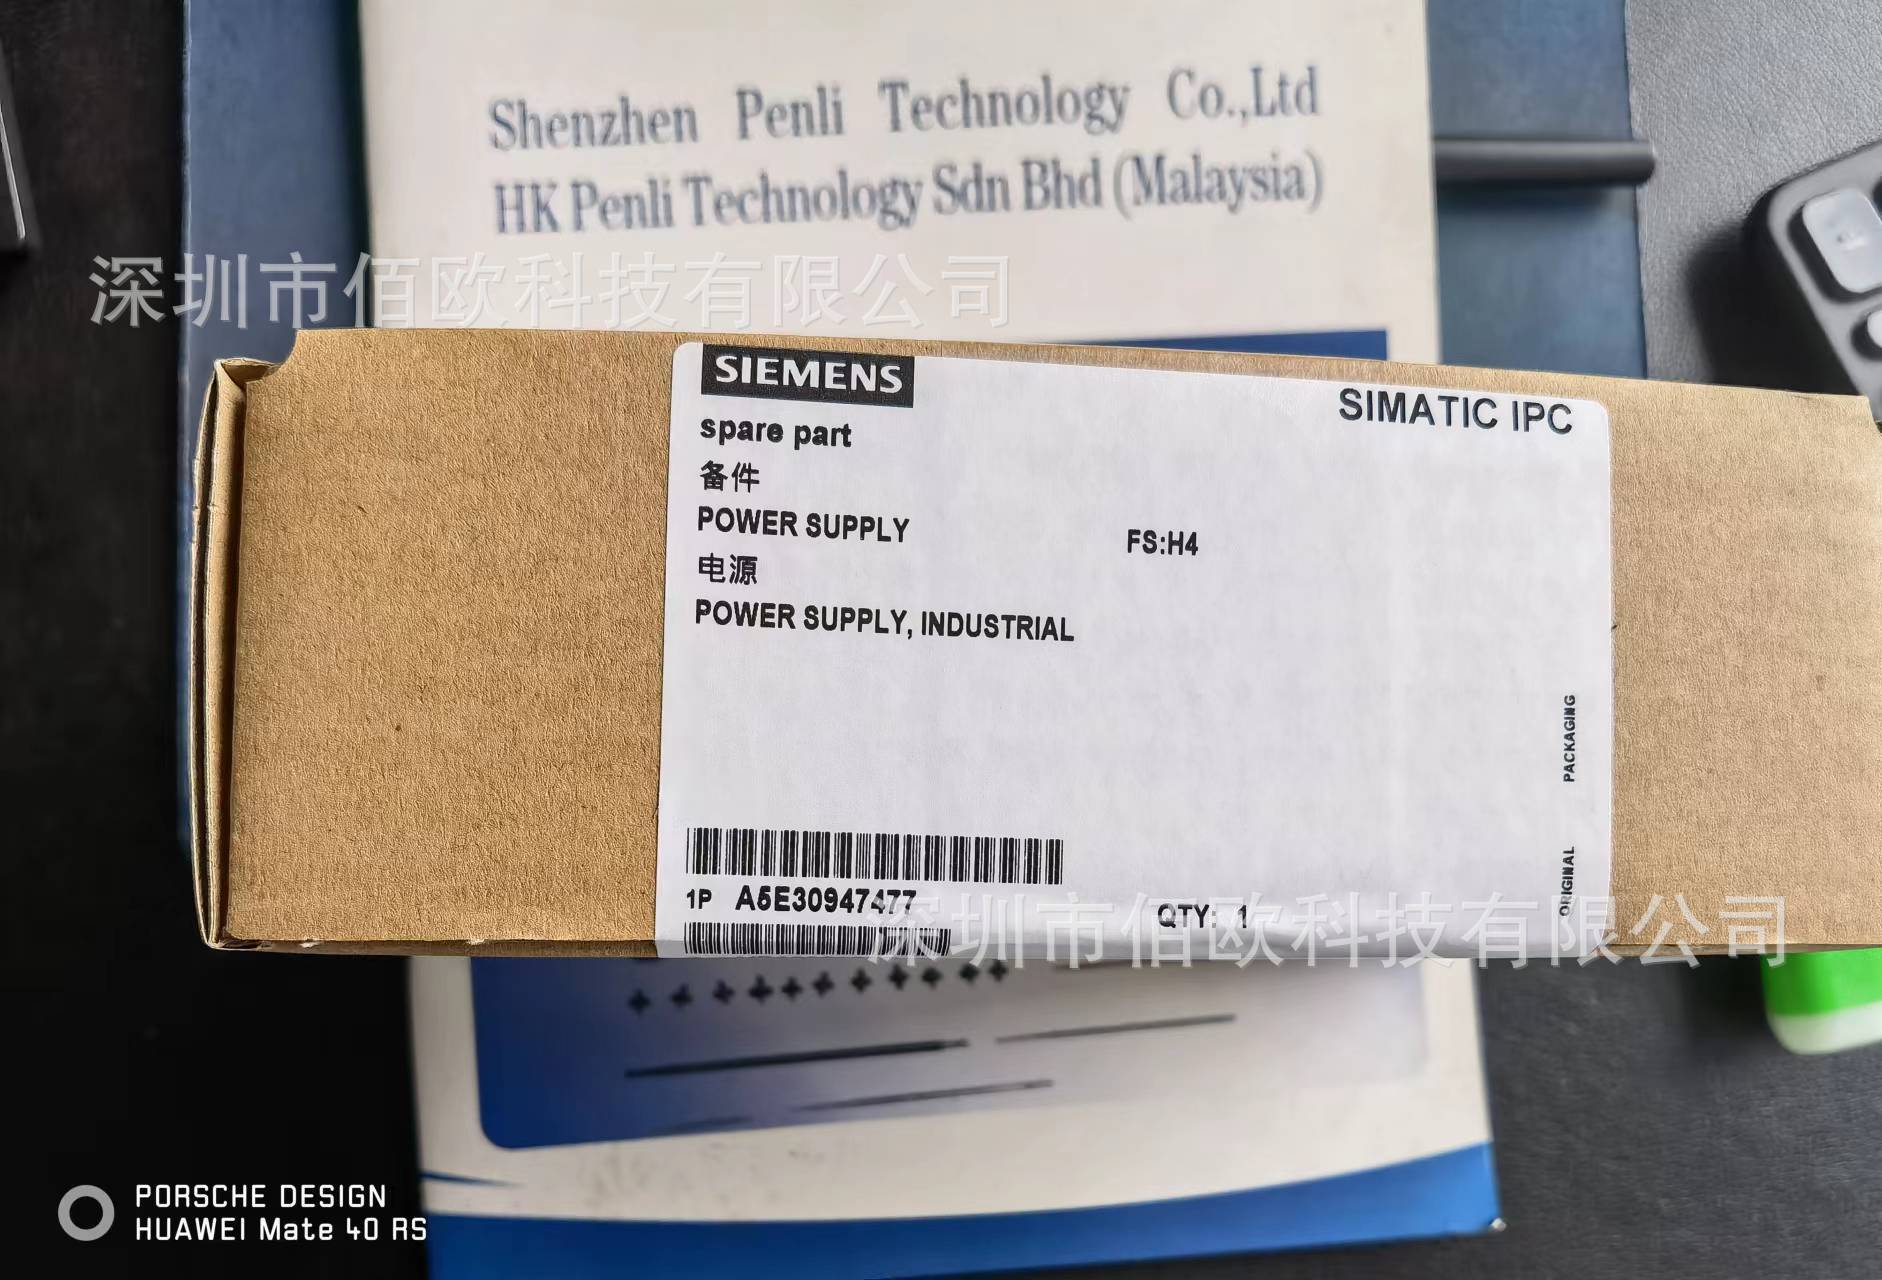 Shenzhen Penli Technology Co.,Ltd
HK Penli Technology Sdn Bhd (Malaysia)
深圳市佰欧科技有限公司
SIEMENS
SIMATIC IPC
spare part
备件
POWER SUPPLY
FS:H4
电源
POWER SUPPLY, INDUSTRIAL
ORIGINAL PACKAGING
1P A5E30947477
QTY: 1
深圳市佰欧科技有限公司
PORSCHE DESIGN
HUAWEI Mate 40 RS